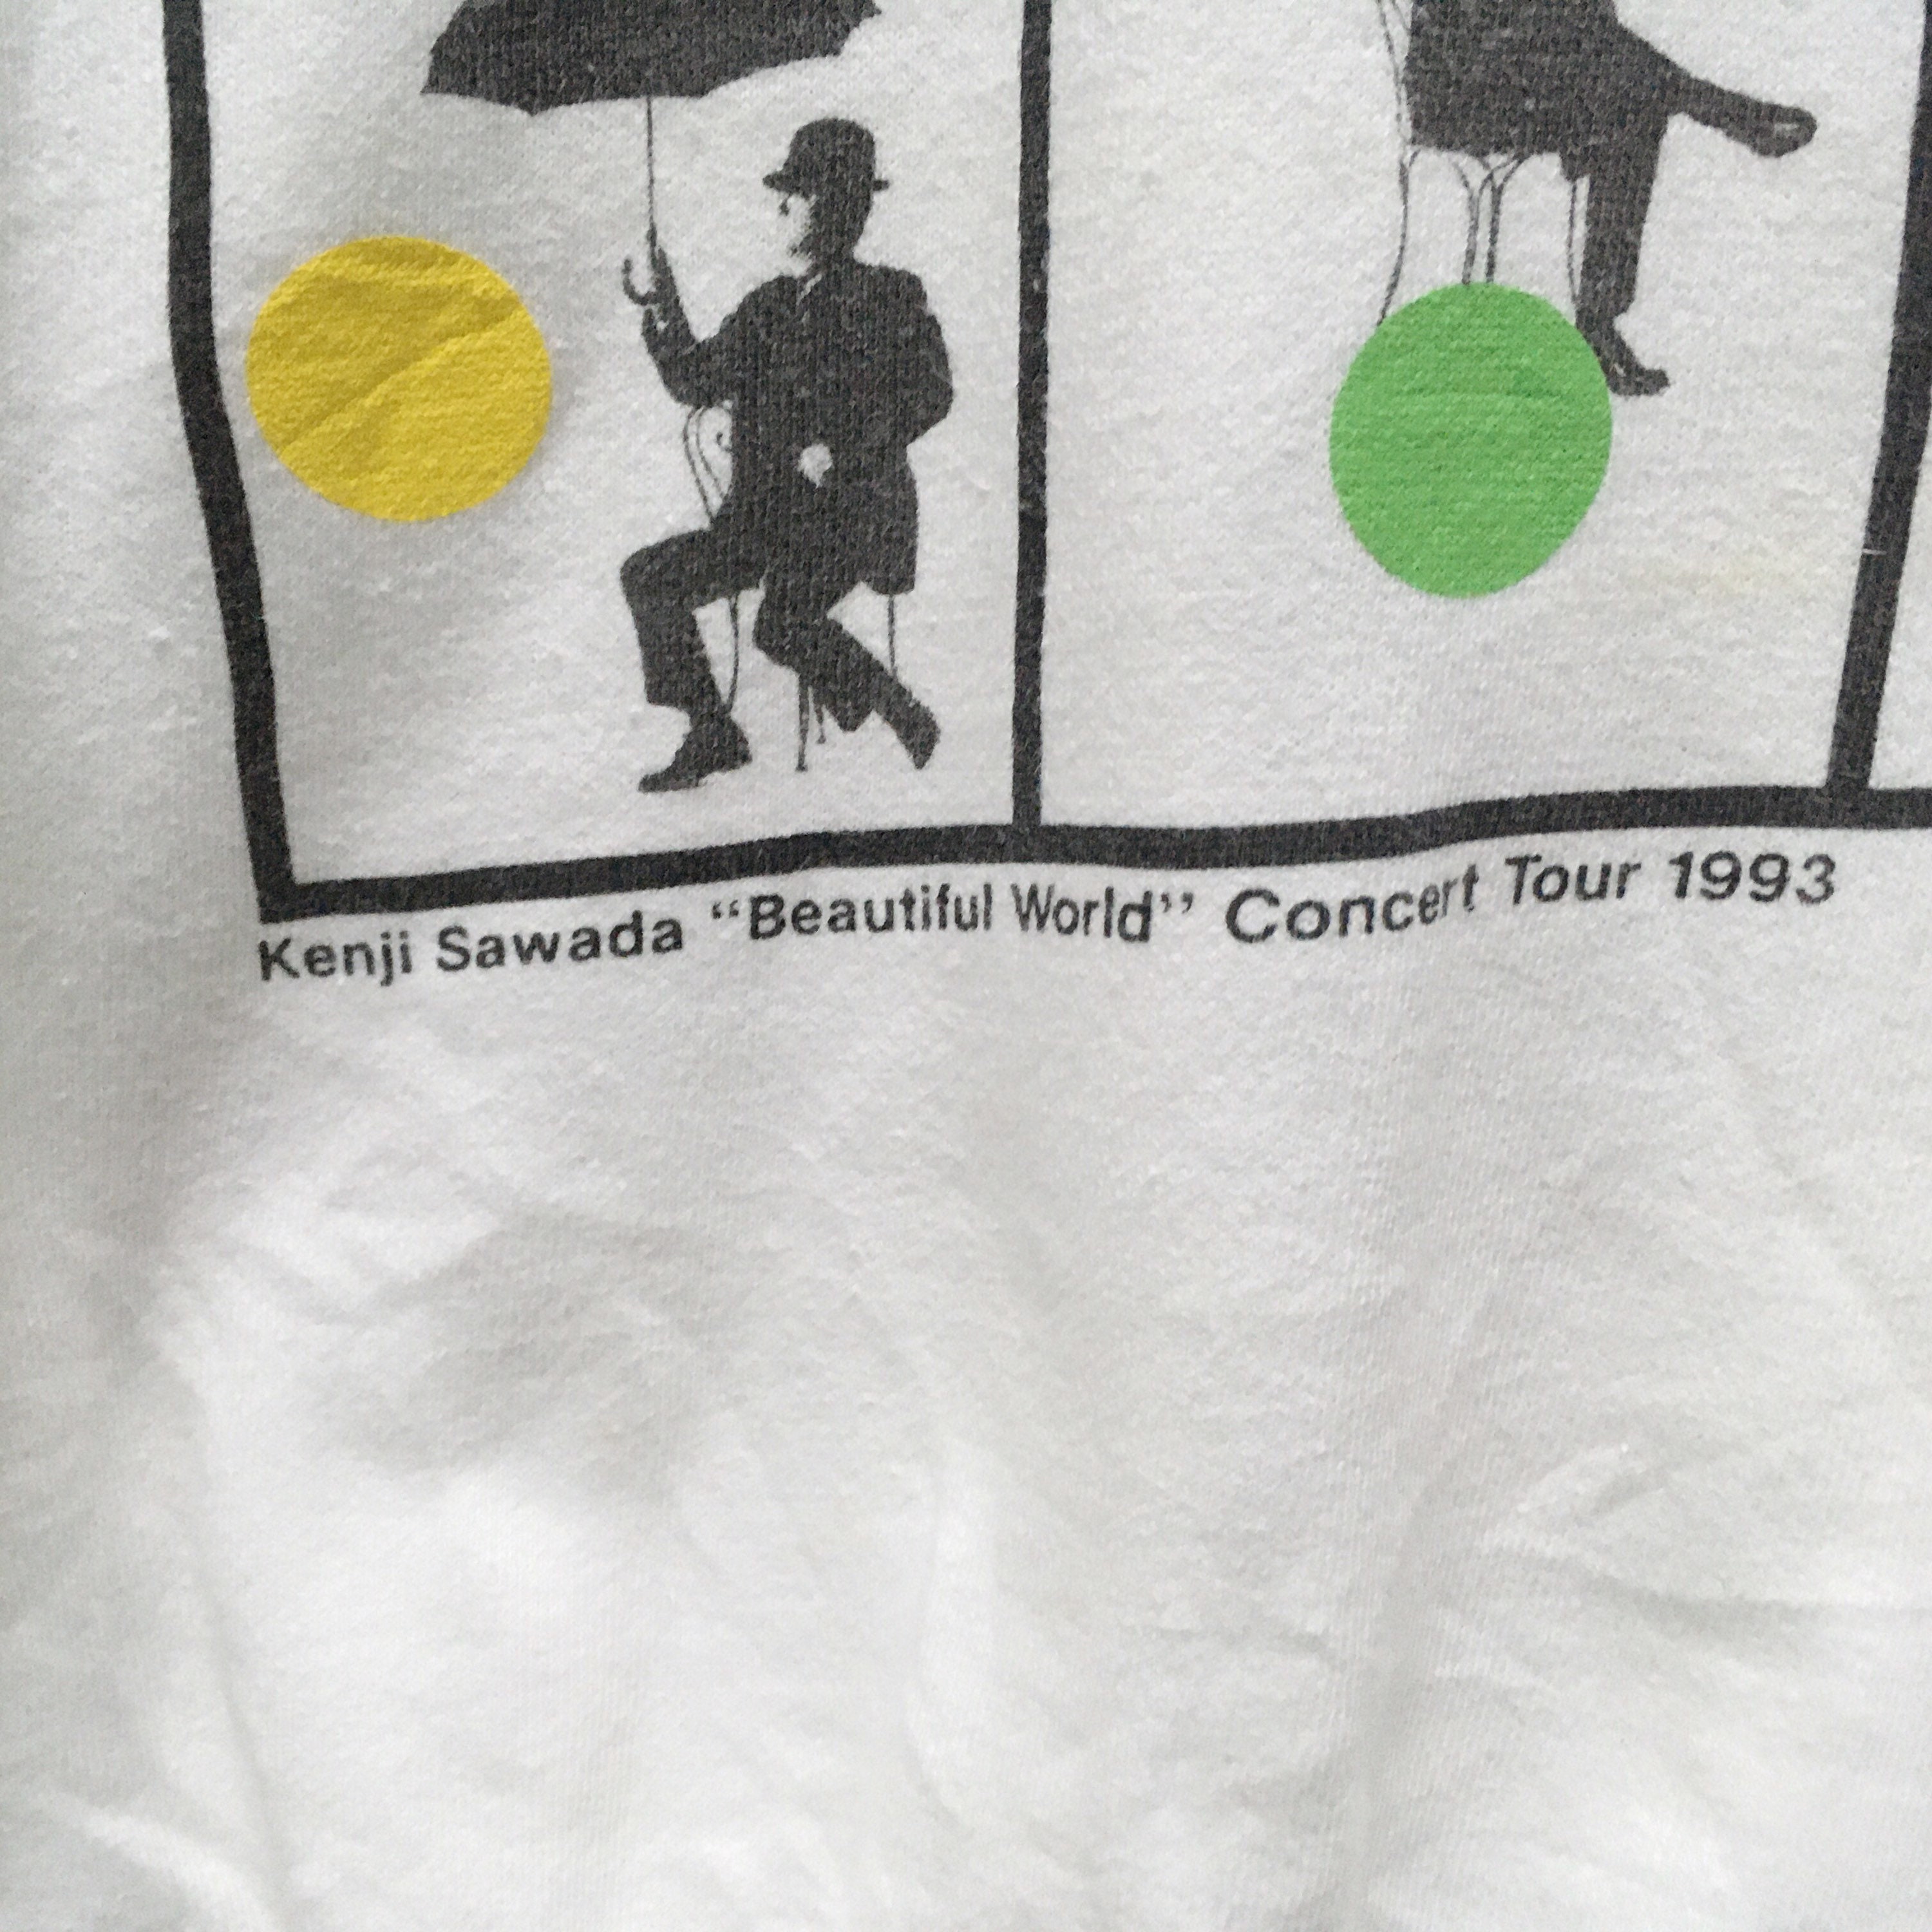 Kenji Sawada “Beautiful World” Concert Tour 1993